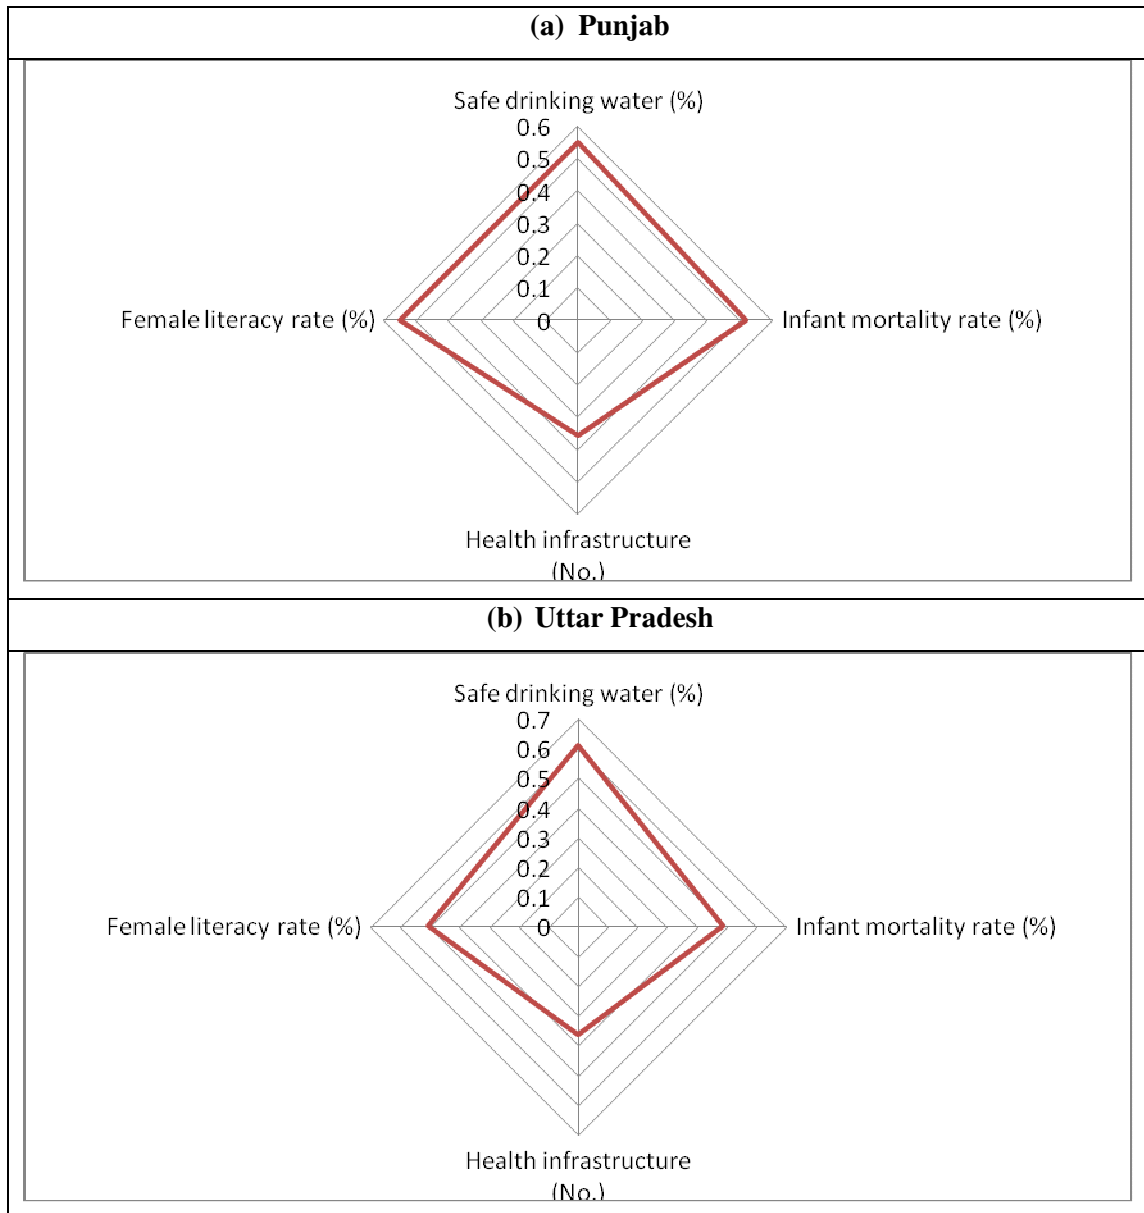 (a) Punjab
Safe drinking water (%)
0.6
0.5
0.4
0.3
0.2
0.1
0
Female literacy rate (%)
Infant mortality rate (%)
Health infrastructure
(No.)
(b) Uttar Pradesh
Safe drinking water (%)
0.7
0.6
0.5
0.4
0.3
0.2
0.1
0
Female literacy rate (%)
Infant mortality rate (%)
Health infrastructure
(No.)